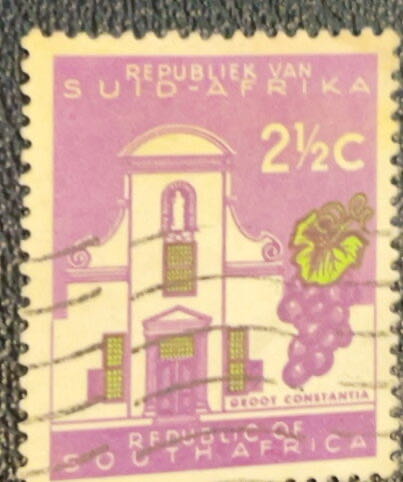 REPUBLIEK VAN
SUID-AFRIKA
2½C
GROOT CONSTANTIA
REPUBLIC OF
SOUTH AFRICA